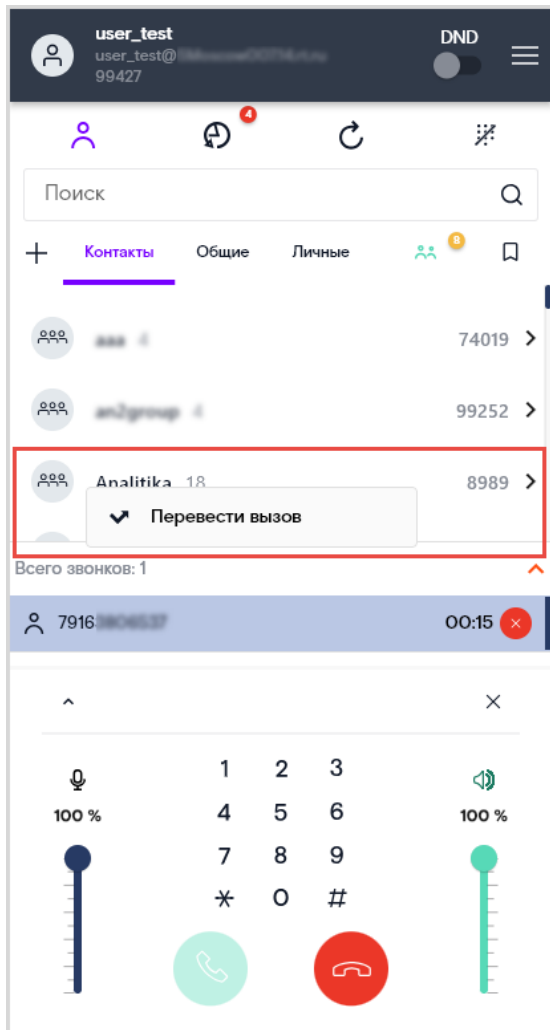 user_test
DND
user_test@
99427
4
Поиск
Контакты Общие Личные 8
74019
99252
Analitika 18 8989
Перевести вызов
Всего звонков: 1
7916 00:15
1 2 3
100 % 4 5 6 100 %
7 8 9
* 0 #